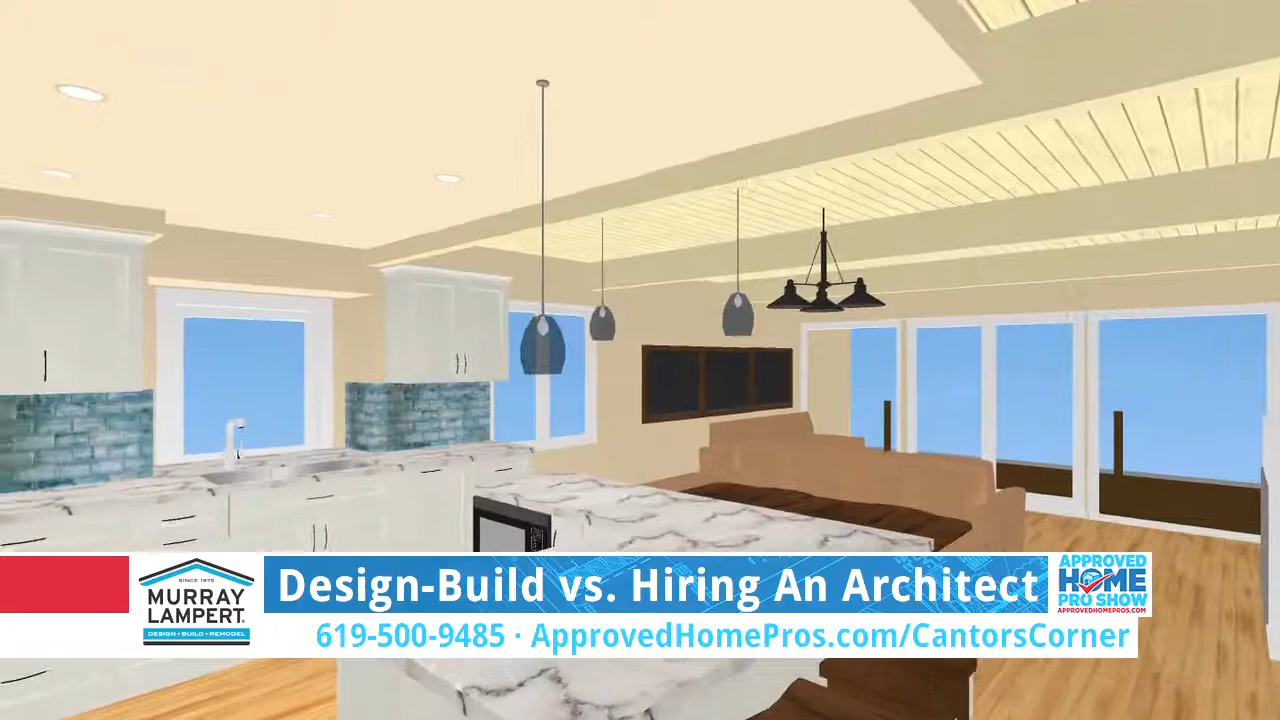 SINCE 1975
MURRAY
LAMPERT.
DESIGN • BUILD • REMODEL
Design-Build vs. Hiring An Architect
APPROVED
HOME
PRO SHOW
APPROVEDHOMEPROS.COM
619-500-9485 · ApprovedHomePros.com/CantorsCorner